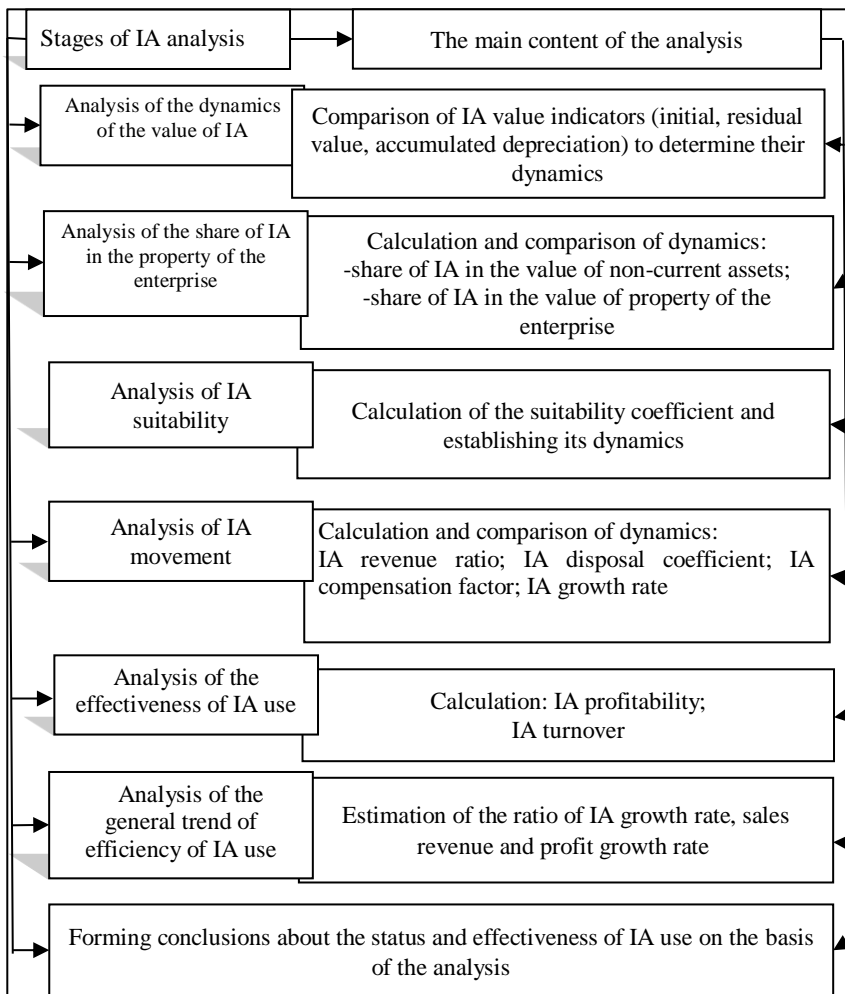 Stages of IA analysis
The main content of the analysis
Analysis of the dynamics
of the value of IA
Comparison of IA value indicators (initial, residual
value, accumulated depreciation) to determine their
dynamics
Analysis of the share of IA
in the property of the
enterprise
Calculation and comparison of dynamics:
-share of IA in the value of non-current assets;
-share of IA in the value of property of the
enterprise
Analysis of IA
suitability
Calculation of the suitability coefficient and
establishing its dynamics
Analysis of IA
movement
Calculation and comparison of dynamics:
IA revenue ratio; IA disposal coefficient; IA
compensation factor; IA growth rate
Analysis of the
effectiveness of IA use
Calculation: IA profitability;
IA turnover
Analysis of the
general trend of
efficiency of IA use
Estimation of the ratio of IA growth rate, sales
revenue and profit growth rate
Forming conclusions about the status and effectiveness of IA use on the basis
of the analysis